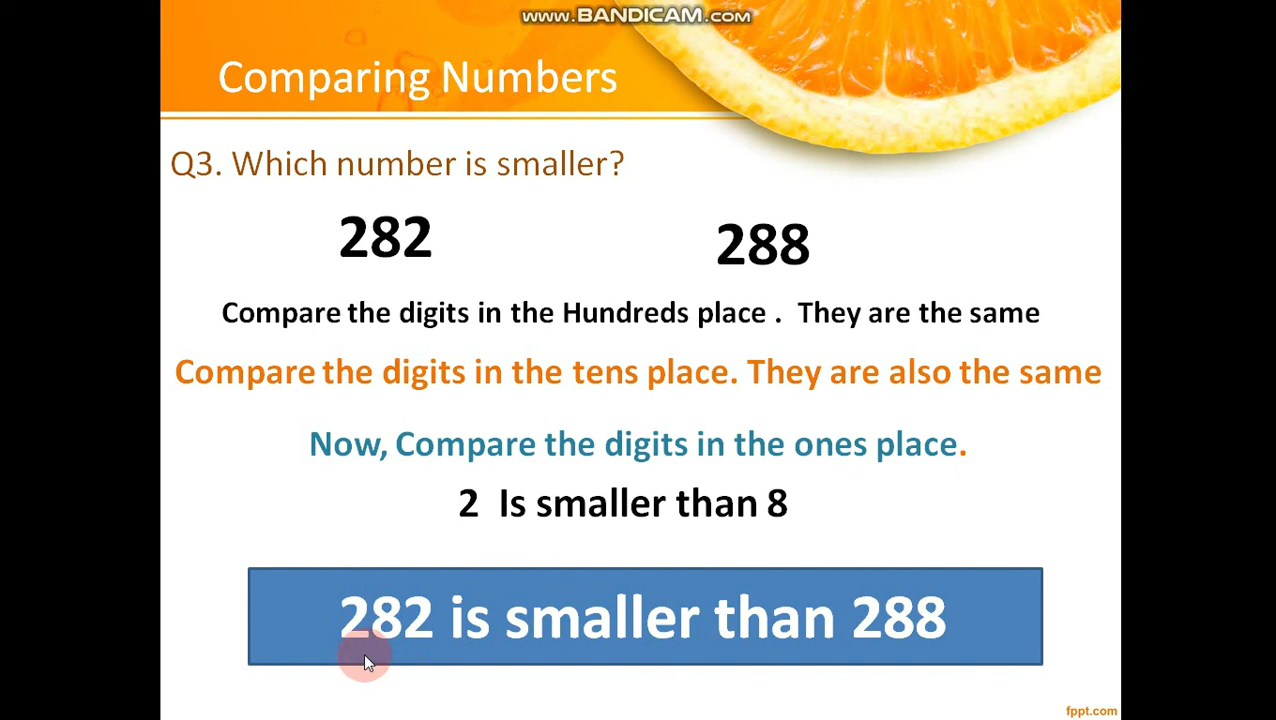 www.BANDICAM.com
Comparing Numbers
Q3. Which number is smaller?
282 288
Compare the digits in the Hundreds place . They are the same
Compare the digits in the tens place. They are also the same
Now, Compare the digits in the ones place.
2 Is smaller than 8
282 is smaller than 288
fppt.com